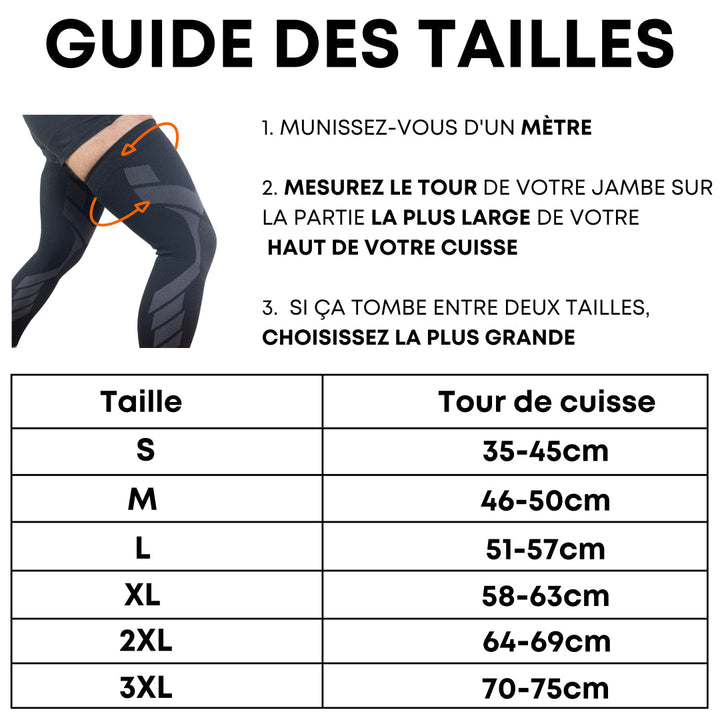 GUIDE DES TAILLES
1. MUNISSEZ-VOUS D'UN MÈTRE
2. MESUREZ LE TOUR DE VOTRE JAMBE SUR
LA PARTIE LA PLUS LARGE DE VOTRE
HAUT DE VOTRE CUISSE
3. SI ÇA TOMBE ENTRE DEUX TAILLES,
CHOISISSEZ LA PLUS GRANDE
Taille Tour de cuisse
S 35-45cm
M 46-50cm
L 51-57cm
XL 58-63cm
2XL 64-69cm
3XL 70-75cm